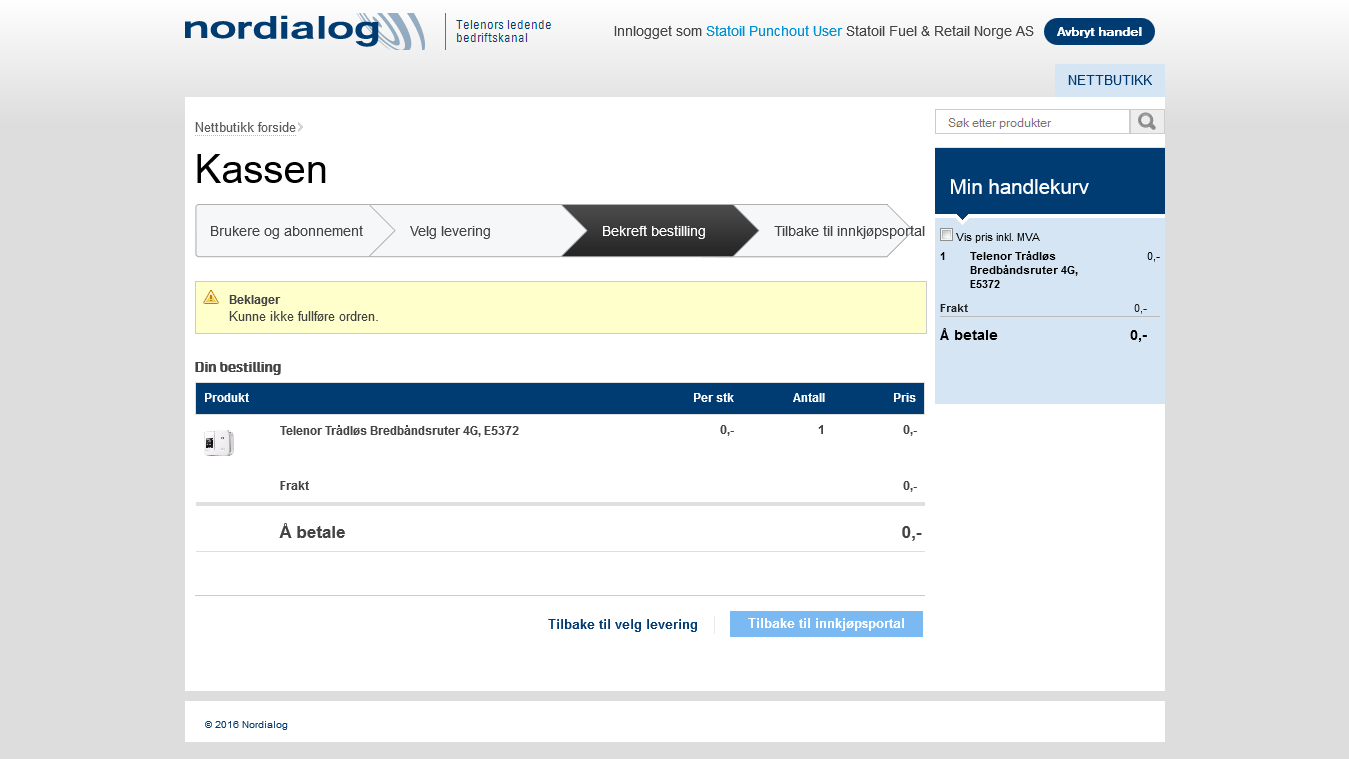 nordialog
Telenors ledende
bedriftskanal
Innlogget som Statoil Punchout User Statoil Fuel & Retail Norge AS
Avbryt handel
NETTBUTIKK
Nettbutikk forside
Kassen
Brukere og abonnement
Velg levering
Bekreft bestilling
Tilbake til innkjøpsportal
Beklager
Kunne ikke fullføre ordren.
Din bestilling
Produkt Per stk Antall Pris
Telenor Trådløs Bredbåndsruter 4G, E5372 0,- 1 0,-
Frakt 0,-
Å betale 0,-
Tilbake til velg levering
Tilbake til innkjøpsportal
Søk etter produkter
Min handlekurv
Vis pris inkl. MVA
1 Telenor Trådløs 0,-
Bredbåndsruter 4G,
E5372
Frakt 0,-
Å betale 0,-
© 2016 Nordialog